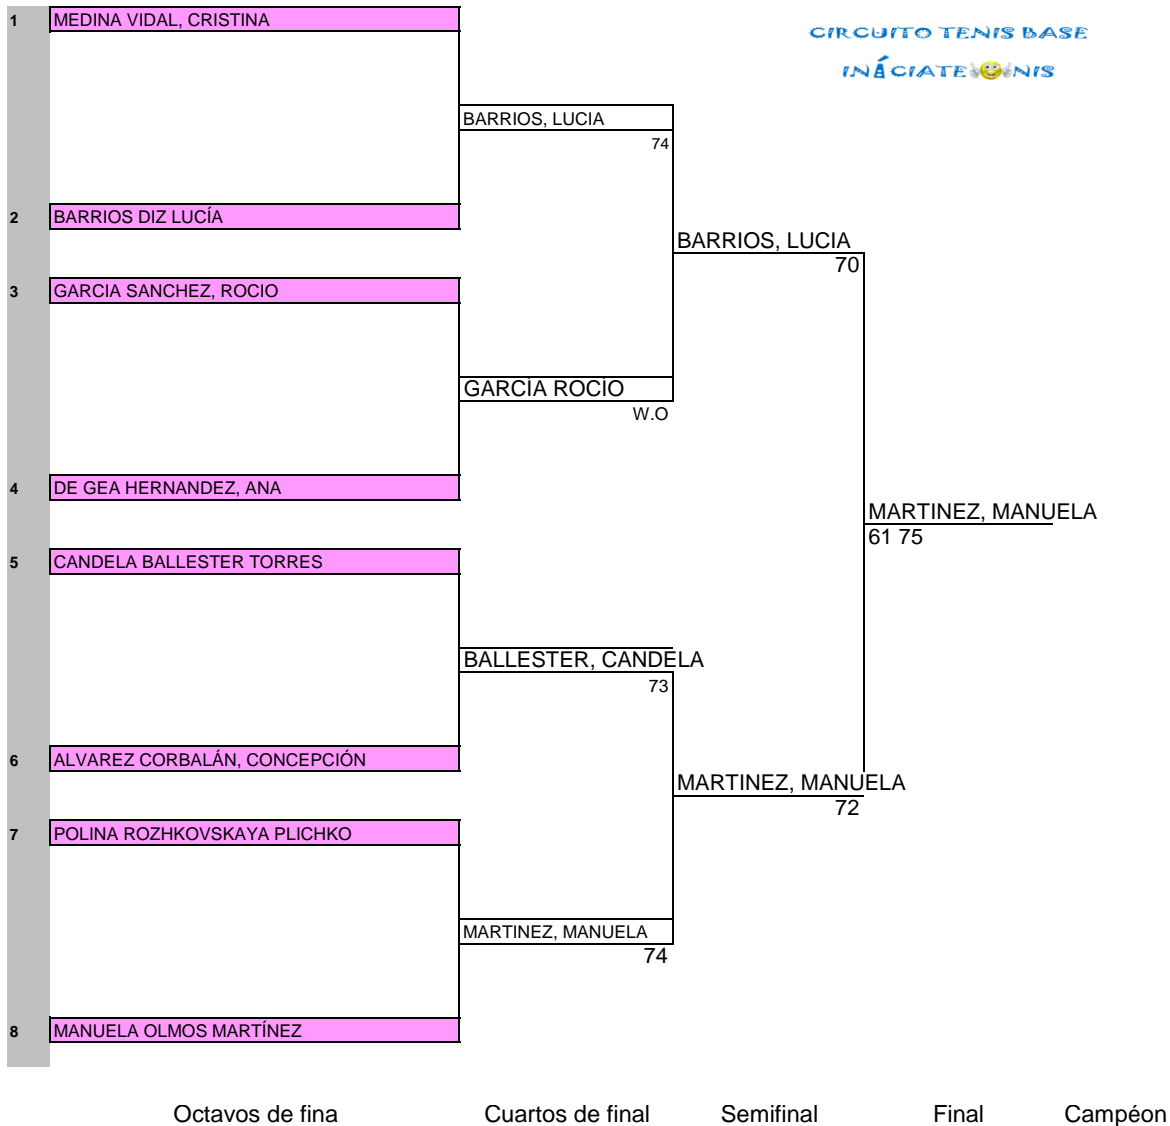 1 MEDINA VIDAL, CRISTINA
CIRCUITO TENIS BASE
INÍCIATE NIS
BARRIOS, LUCIA
74
2 BARRIOS DIZ LUCÍA
BARRIOS, LUCIA
70
3 GARCIA SANCHEZ, ROCIO
GARCÍA ROCÍO
W.O
4 DE GEA HERNANDEZ, ANA
MARTINEZ, MANUELA
61 75
5 CANDELA BALLESTER TORRES
BALLESTER, CANDELA
73
6 ALVAREZ CORBALÁN, CONCEPCIÓN
MARTINEZ, MANUELA
72
7 POLINA ROZHKOVSKAYA PLICHKO
MARTINEZ, MANUELA
74
8 MANUELA OLMOS MARTÍNEZ
Octavos de fina Cuartos de final Semifinal Final Campéon